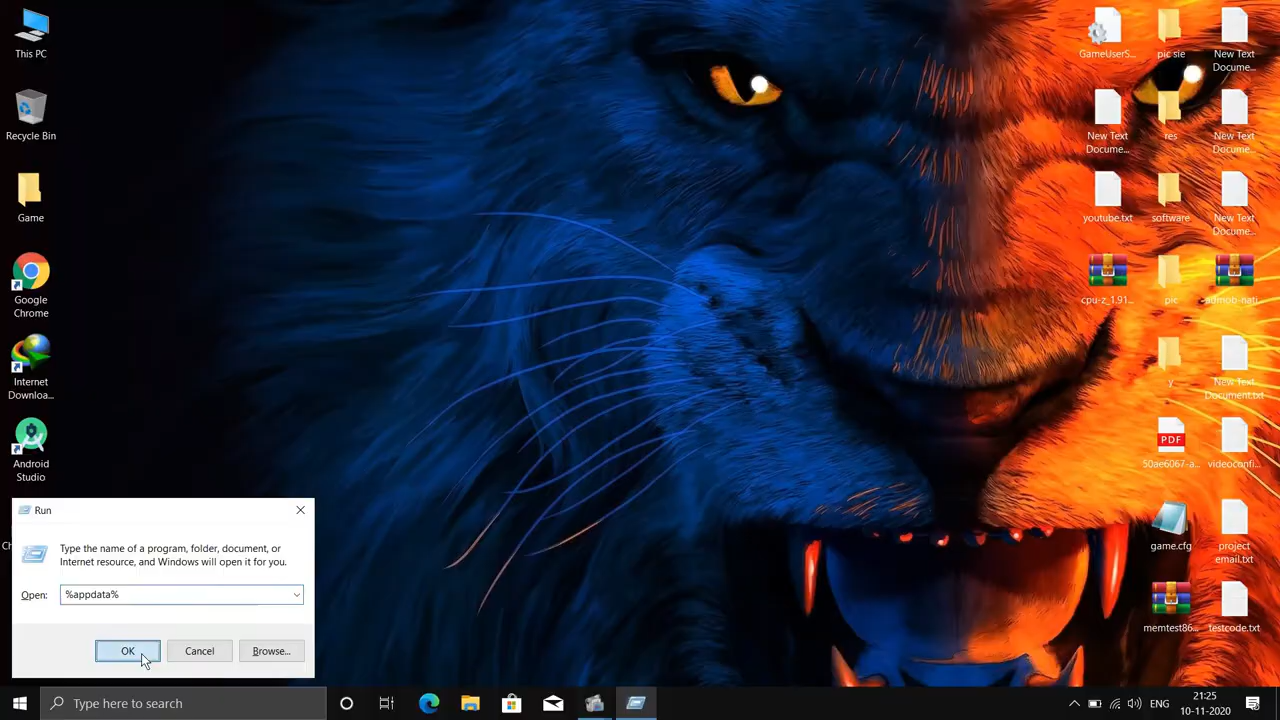 This PC
Recycle Bin
Game
Google
Chrome
Internet
Downloa...
Android
Studio
Run
Type the name of a program, folder, document, or
Internet resource, and Windows will open it for you.
Open:
%appdata%
OK
Cancel
Browse...
GameUserS...
pic sie
New Text
Docume...
New Text
Docume...
res
New Text
Docume...
youtube.txt
software
New Text
Docume...
cpu-z_1.91...
pic
admob-nati...
y
New Text
Document.txt
PDF
50ae6067-a...
videoconfi...
game.cfg
project
email.txt
memtest86...
testcode.txt
Type here to search
ENG
21:25
10-11-2020